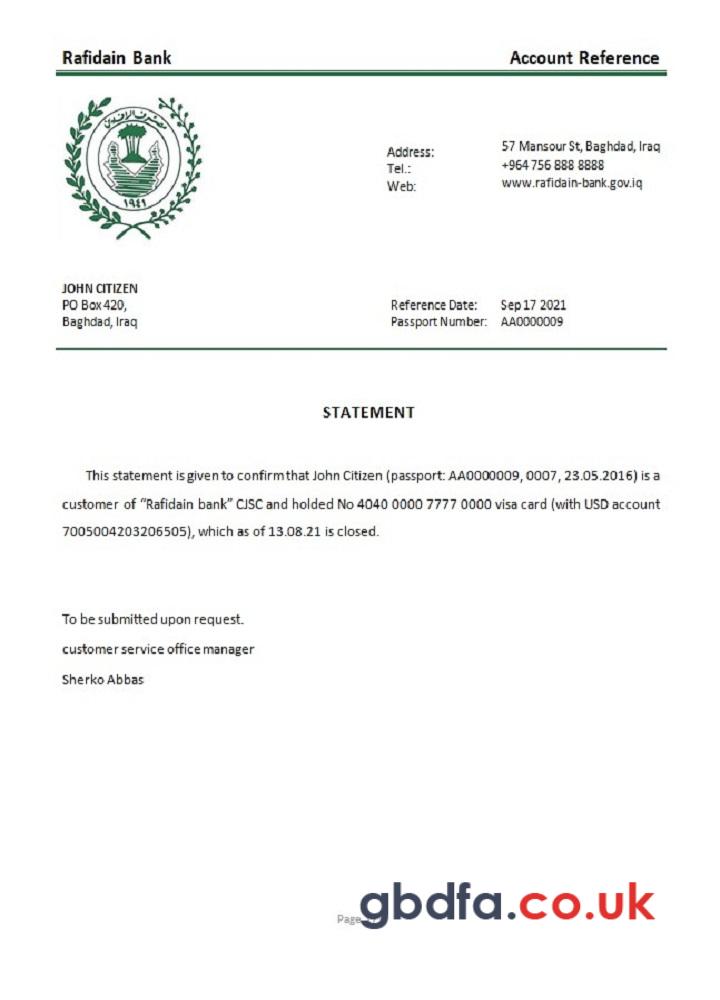 Rafidain Bank
Account Reference
مصرف الرافدين
١٩٤١
Address: 57 Mansour St, Baghdad, Iraq
Tel.: +964 756 888 8888
Web: www.rafidain-bank.gov.iq
JOHN CITIZEN
PO Box 420,
Baghdad, Iraq
Reference Date: Sep 17 2021
Passport Number: AA0000009
STATEMENT
This statement is given to confirm that John Citizen (passport: AA0000009, 0007, 23.05.2016) is a
customer of “Rafidain bank” CJSC and holded No 4040 0000 7777 0000 visa card (with USD account
7005004203206505), which as of 13.08.21 is closed.
To be submitted upon request.
customer service office manager
Sherko Abbas
Page
gbdfa.co.uk